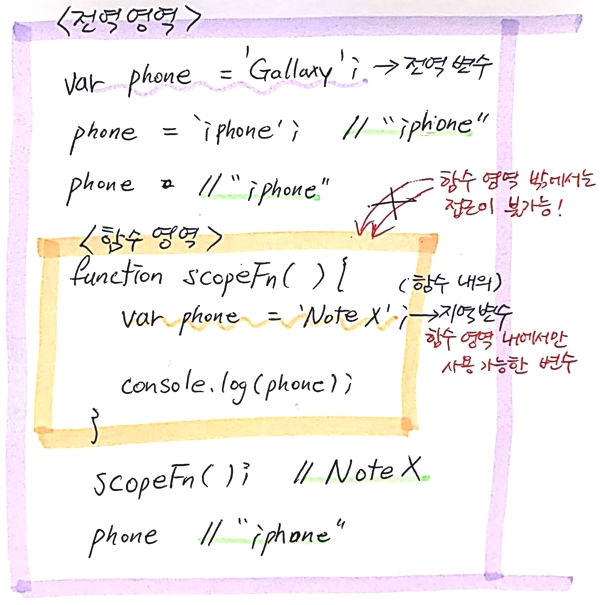 <전역 영역>
var phone = 'Gallaxy'; → 전역 변수
phone = 'iphone'; // "iphone"
phone // "iphone"
함수 영역 밖에서는
접근이 불가능!
<함수 영역>
function scopeFn( ) {
(함수 내의)
var phone = 'Note X'; → 지역변수
함수 영역 내에서만
사용 가능한 변수
console.log(phone);
}
scopeFn( ); // Note X
phone // "iphone"